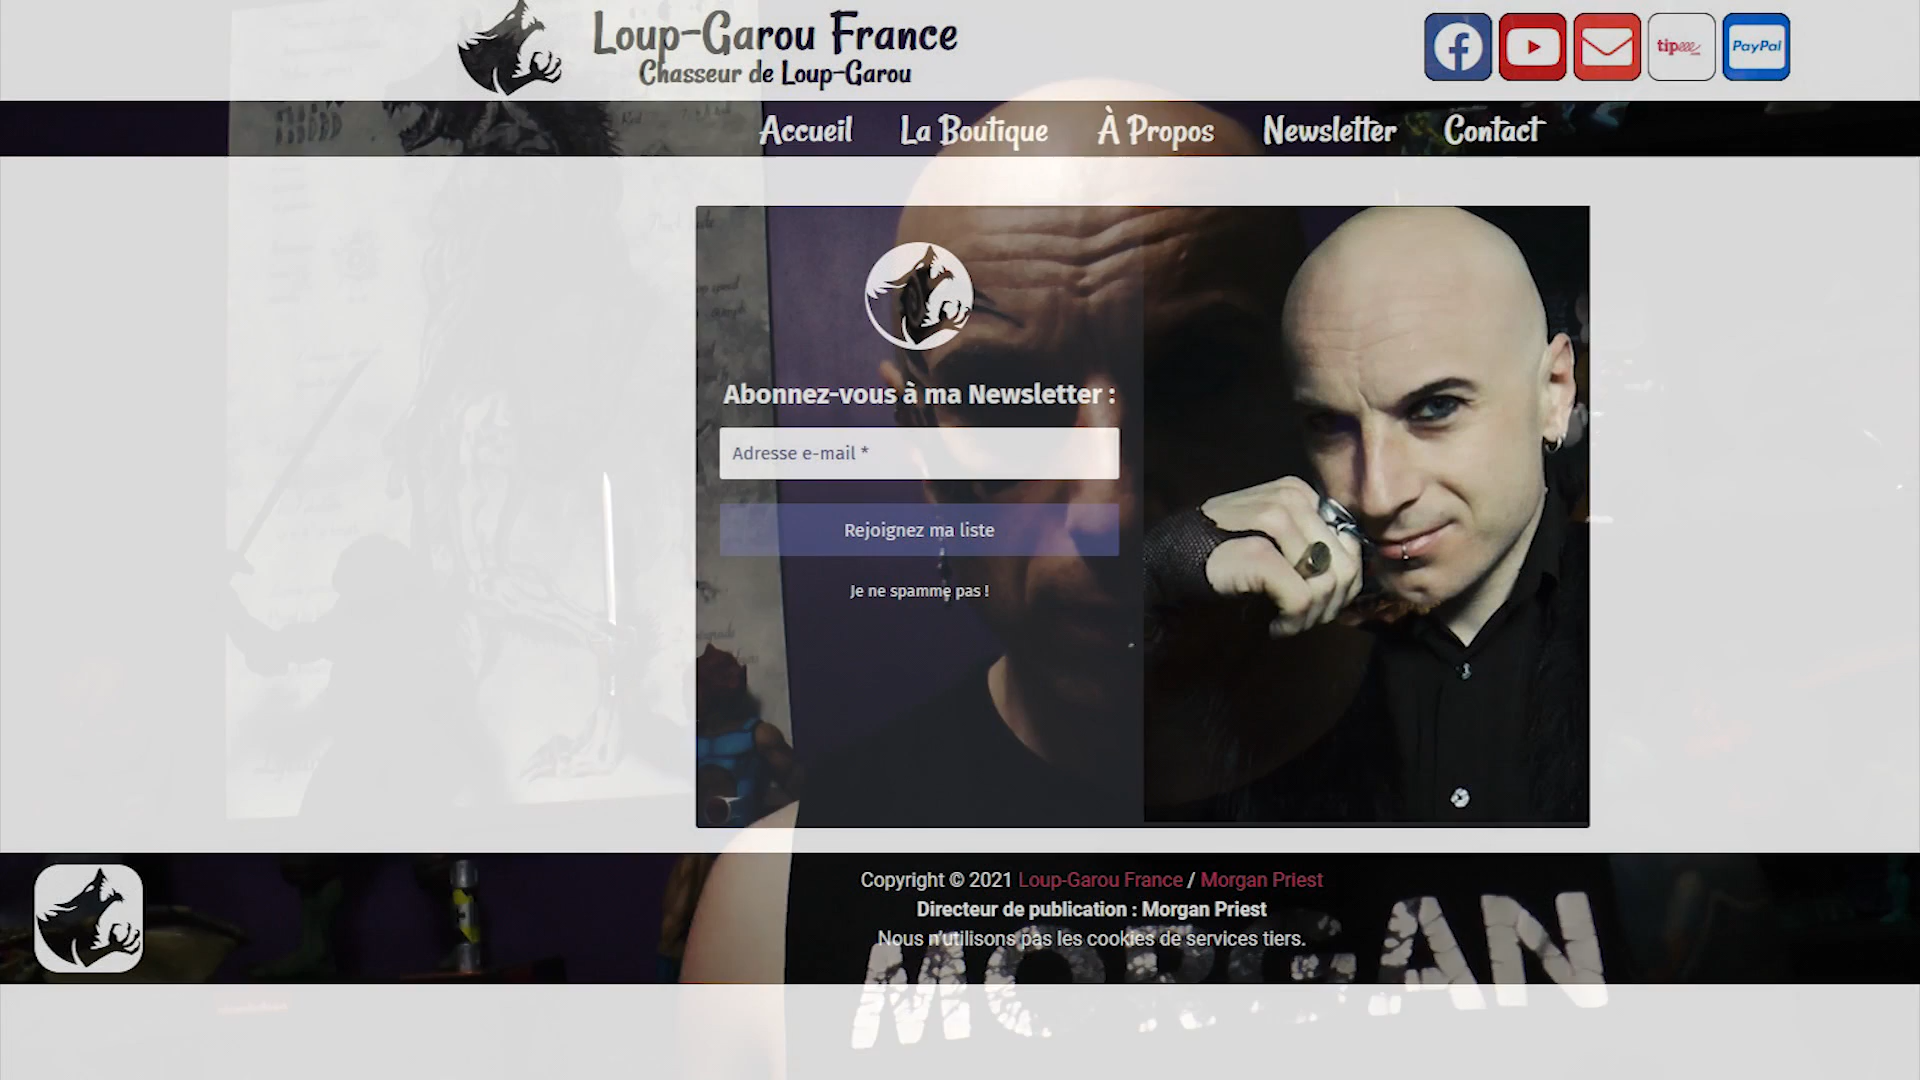 Loup-Garou France
Chasseur de Loup-Garou
tipeee
PayPal
Accueil
La Boutique
À Propos
Newsletter
Contact
Abonnez-vous à ma Newsletter :
Adresse e-mail *
Rejoignez ma liste
Je ne spamme pas !
Copyright © 2021 Loup-Garou France / Morgan Priest
Directeur de publication : Morgan Priest
Nous n'utilisons pas les cookies de services tiers.
MORGAN